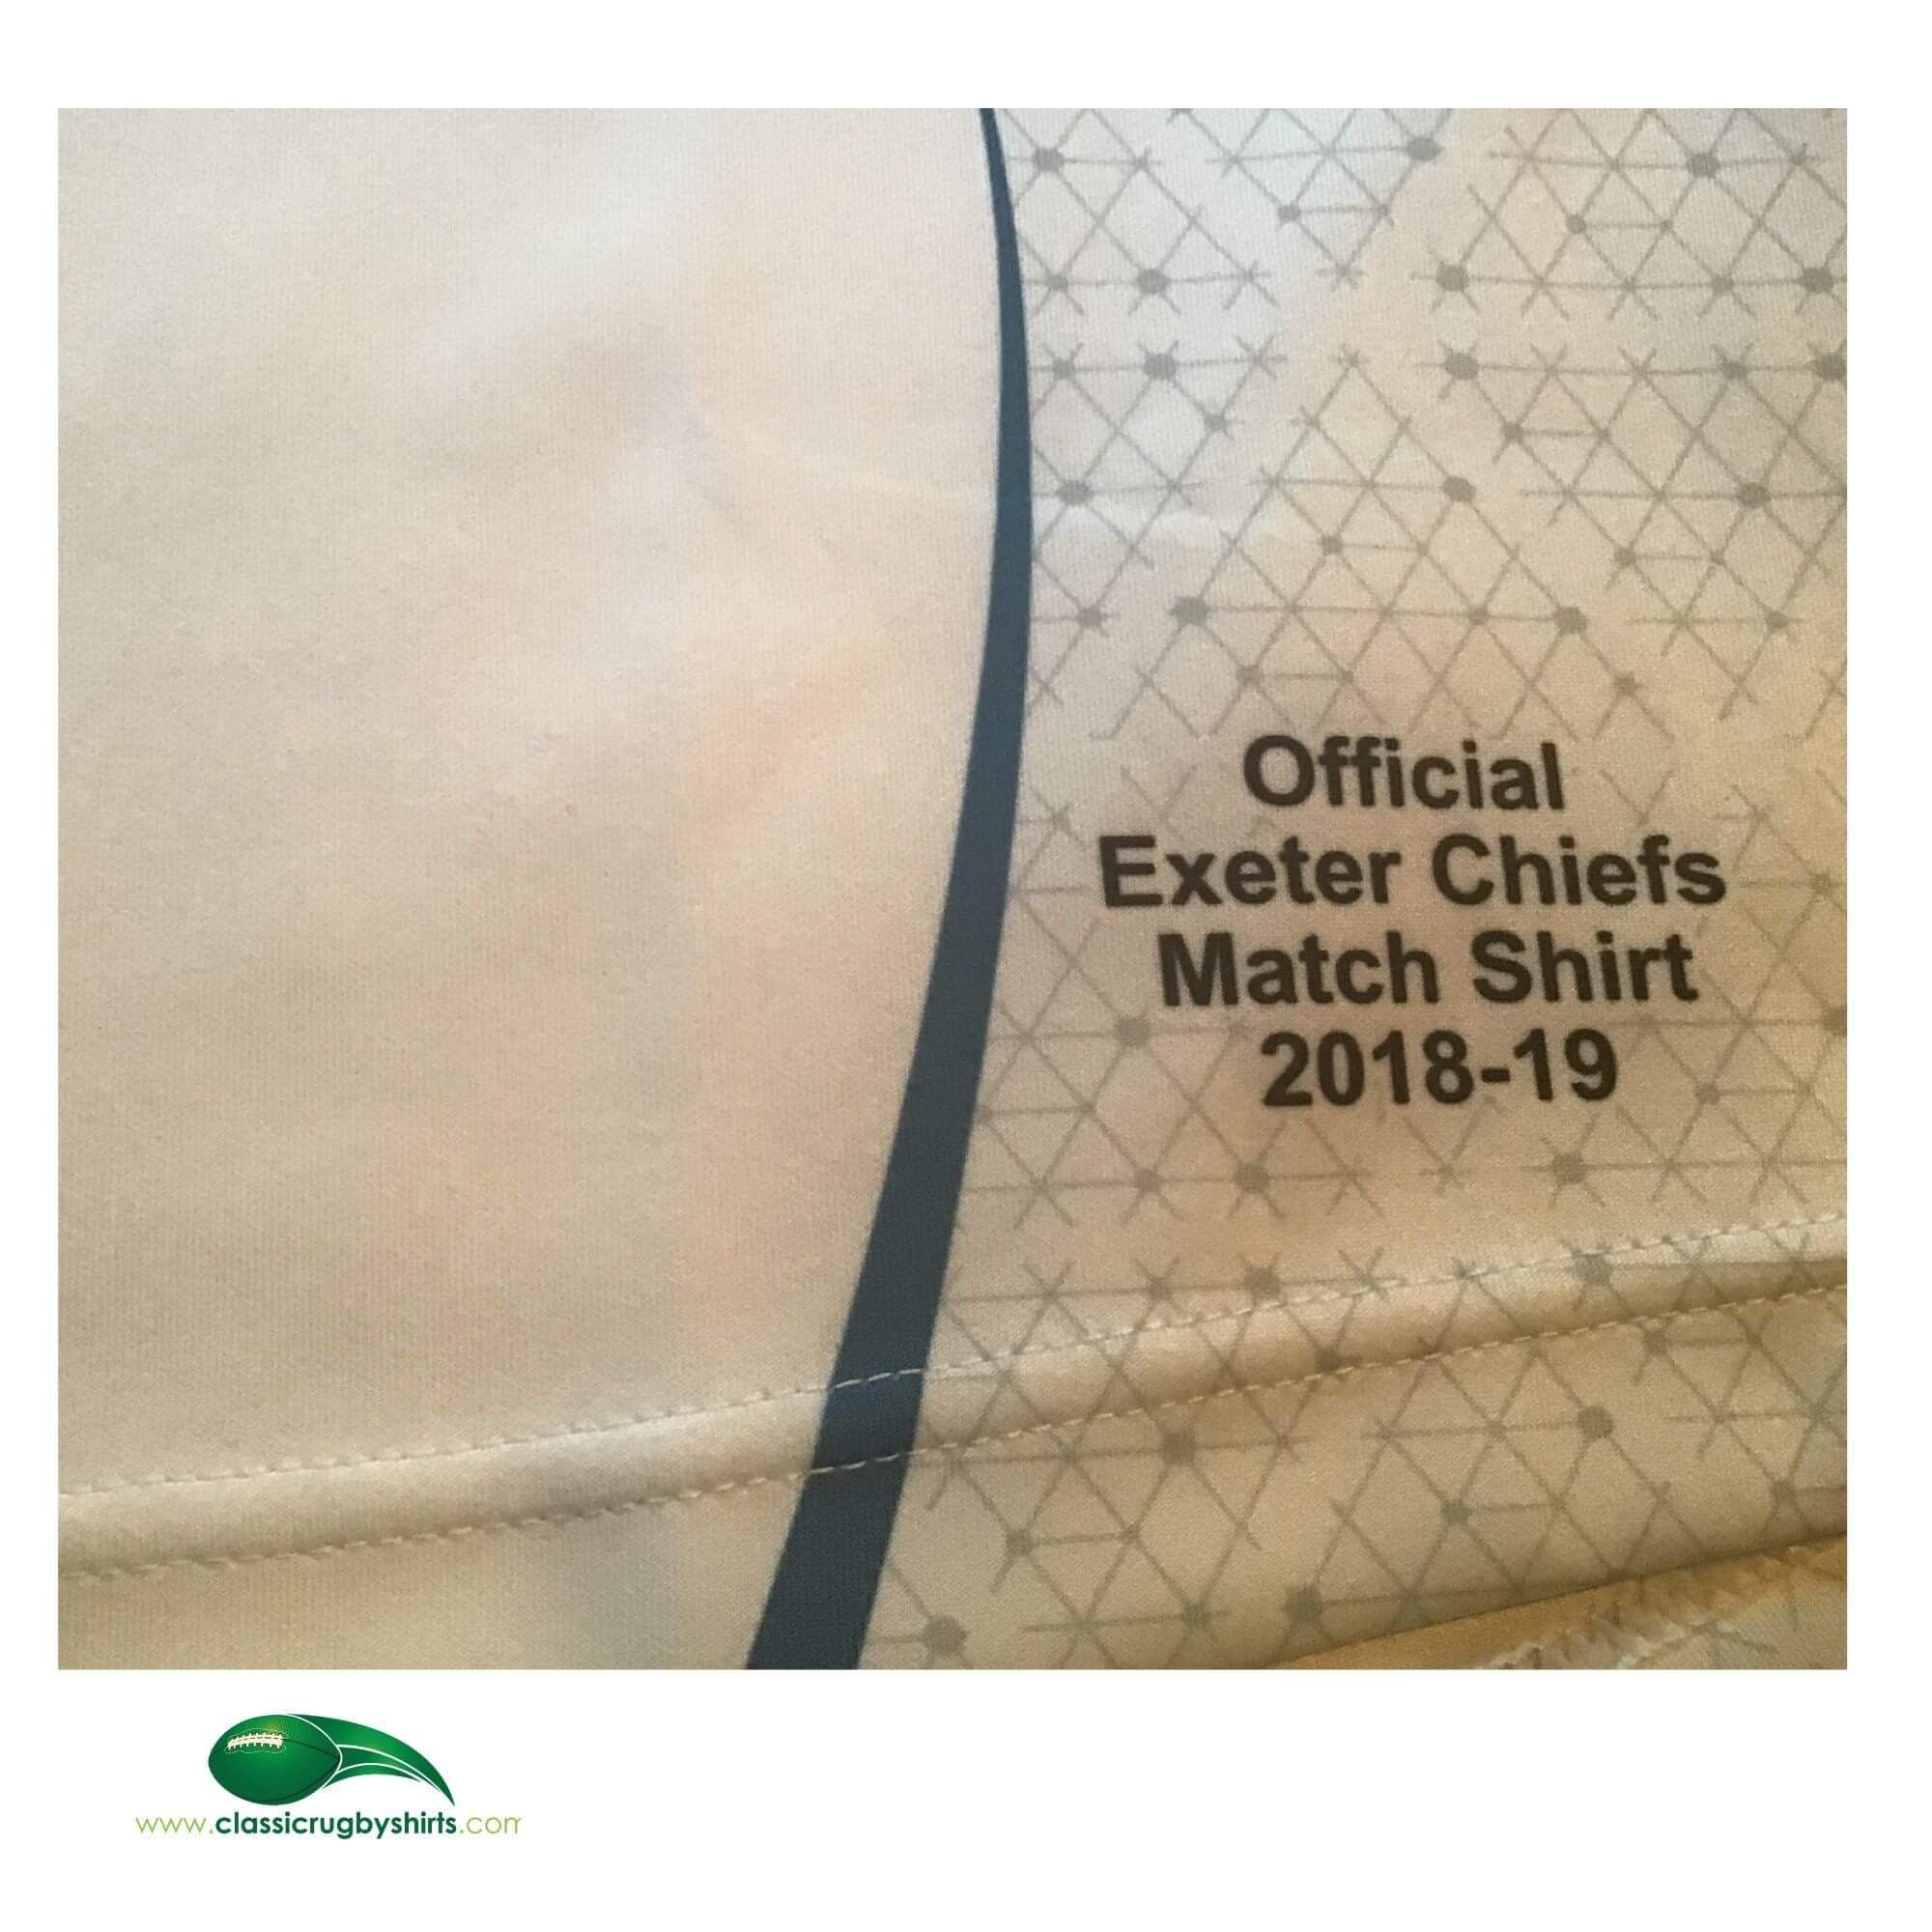 Official
Exeter Chiefs
Match Shirt
2018-19
www.classicrugbyshirts.com